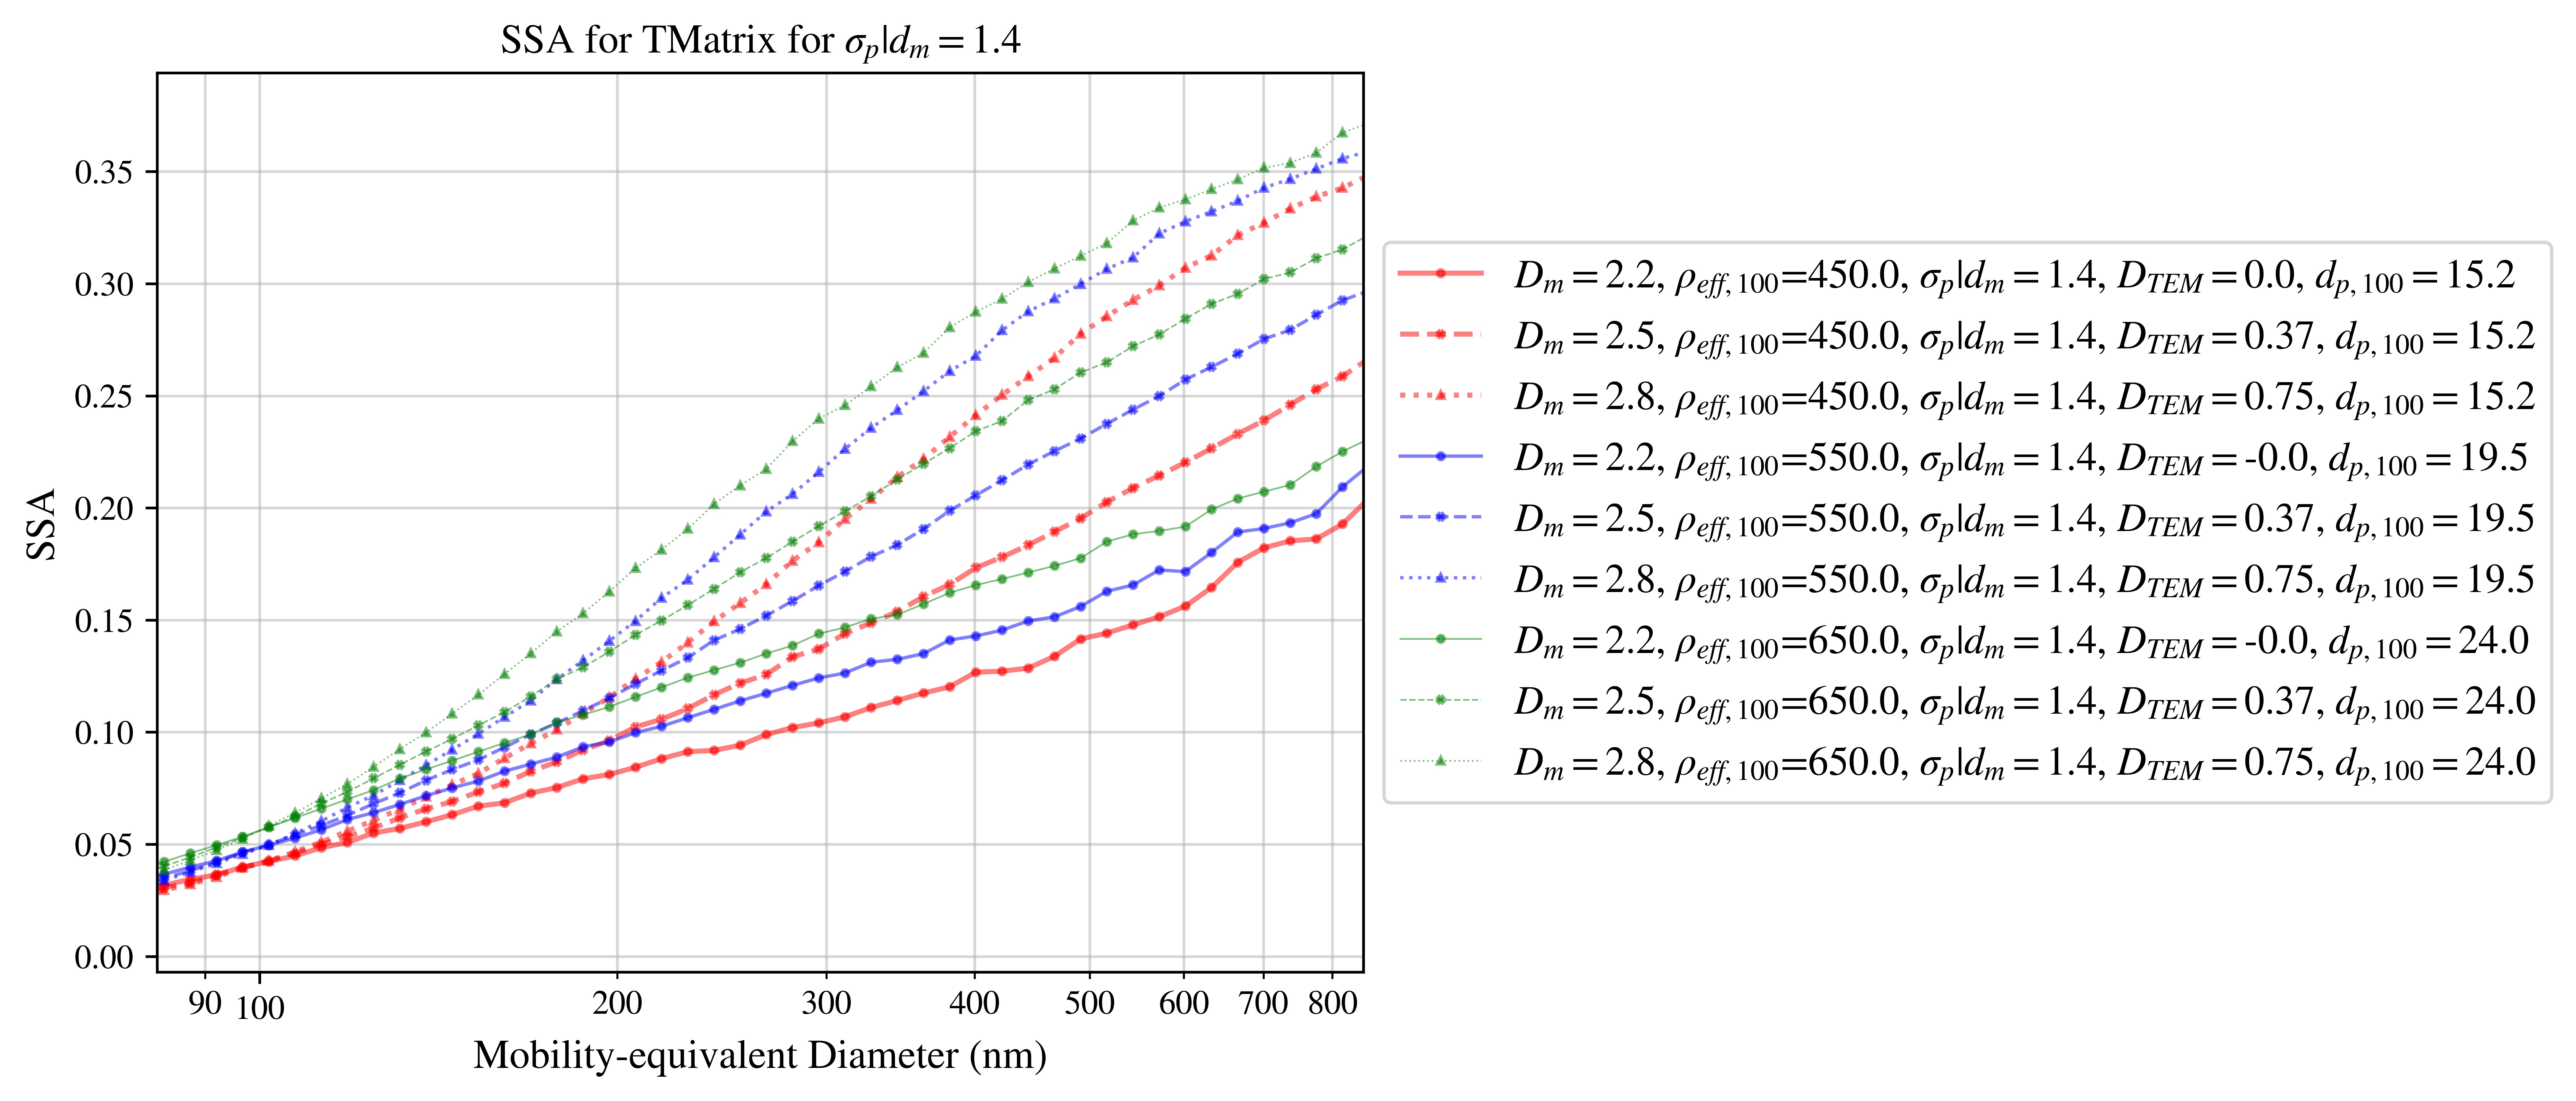 SSA for TMatrix for σp|dm = 1.4
0.35
0.30
0.25
0.20
0.15
0.10
0.05
0.00
SSA
90 100 200 300 400 500 600 700 800
Mobility-equivalent Diameter (nm)
Dm = 2.2, ρeff,100=450.0, σp|dm = 1.4, DTEM = 0.0, dp,100 = 15.2
Dm = 2.5, ρeff,100=450.0, σp|dm = 1.4, DTEM = 0.37, dp,100 = 15.2
Dm = 2.8, ρeff,100=450.0, σp|dm = 1.4, DTEM = 0.75, dp,100 = 15.2
Dm = 2.2, ρeff,100=550.0, σp|dm = 1.4, DTEM = -0.0, dp,100 = 19.5
Dm = 2.5, ρeff,100=550.0, σp|dm = 1.4, DTEM = 0.37, dp,100 = 19.5
Dm = 2.8, ρeff,100=550.0, σp|dm = 1.4, DTEM = 0.75, dp,100 = 19.5
Dm = 2.2, ρeff,100=650.0, σp|dm = 1.4, DTEM = -0.0, dp,100 = 24.0
Dm = 2.5, ρeff,100=650.0, σp|dm = 1.4, DTEM = 0.37, dp,100 = 24.0
Dm = 2.8, ρeff,100=650.0, σp|dm = 1.4, DTEM = 0.75, dp,100 = 24.0